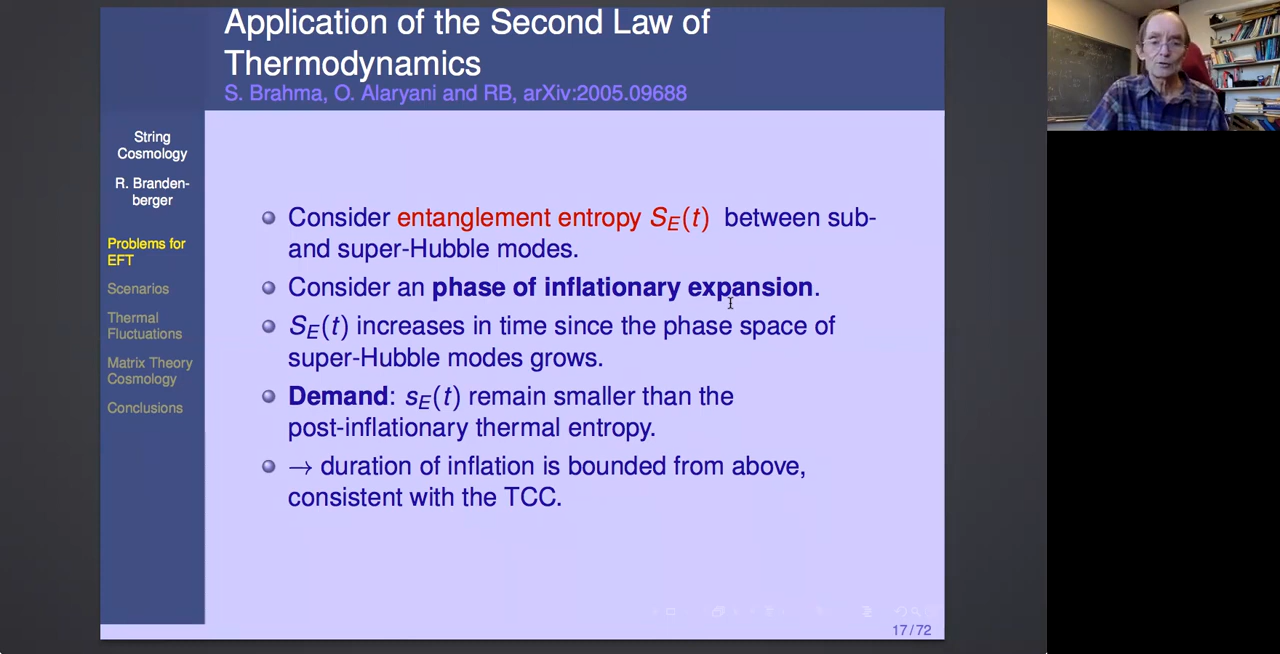 Application of the Second Law of
Thermodynamics
S. Brahma, O. Alaryani and RB, arXiv:2005.09688
String
Cosmology
R. Branden-
berger
Problems for
EFT
Scenarios
Thermal
Fluctuations
Matrix Theory
Cosmology
Conclusions
Consider entanglement entropy S_E(t) between sub-
and super-Hubble modes.
Consider an phase of inflationary expansion.
S_E(t) increases in time since the phase space of
super-Hubble modes grows.
Demand: s_E(t) remain smaller than the
post-inflationary thermal entropy.
→ duration of inflation is bounded from above,
consistent with the TCC.
17/72